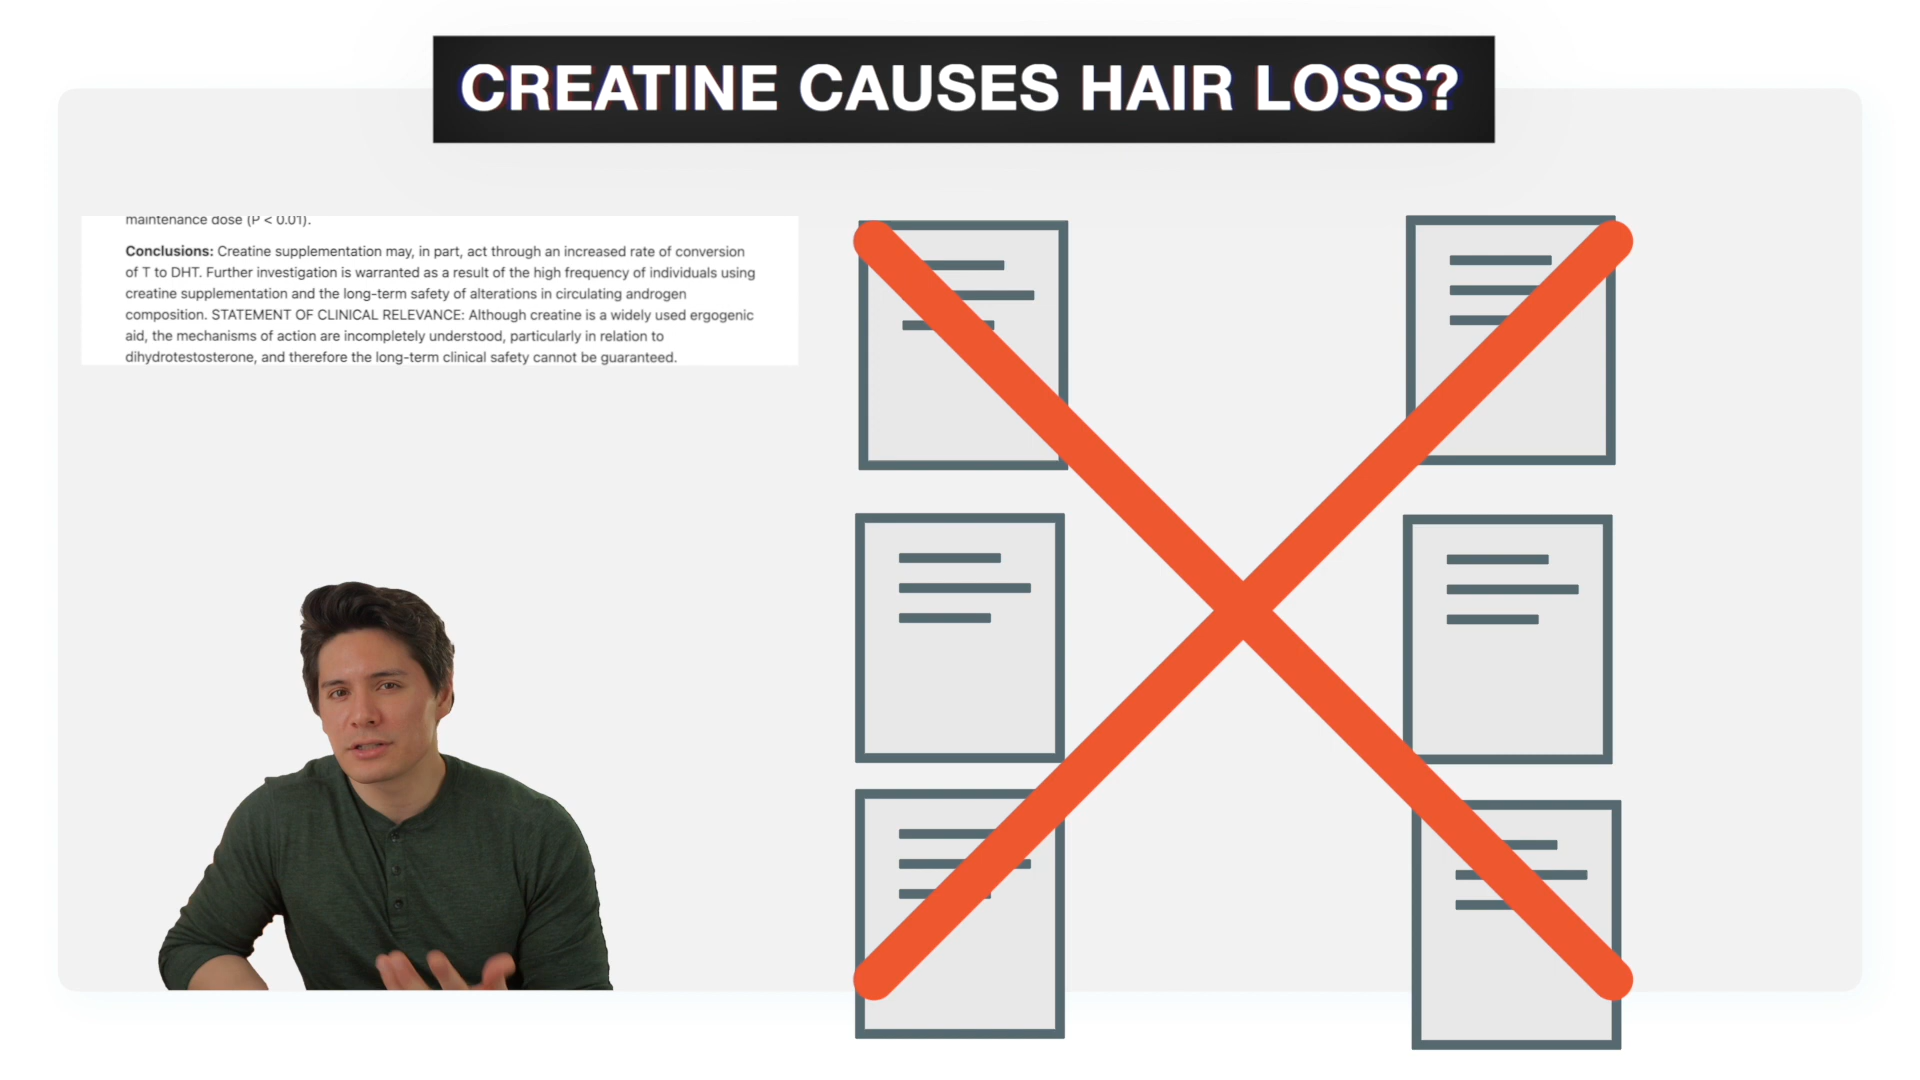 CREATINE CAUSES HAIR LOSS?
maintenance dose (P < 0.01).
Conclusions: Creatine supplementation may, in part, act through an increased rate of conversion
of T to DHT. Further investigation is warranted as a result of the high frequency of individuals using
creatine supplementation and the long-term safety of alterations in circulating androgen
composition. STATEMENT OF CLINICAL RELEVANCE: Although creatine is a widely used ergogenic
aid, the mechanisms of action are incompletely understood, particularly in relation to
dihydrotestosterone, and therefore the long-term clinical safety cannot be guaranteed.